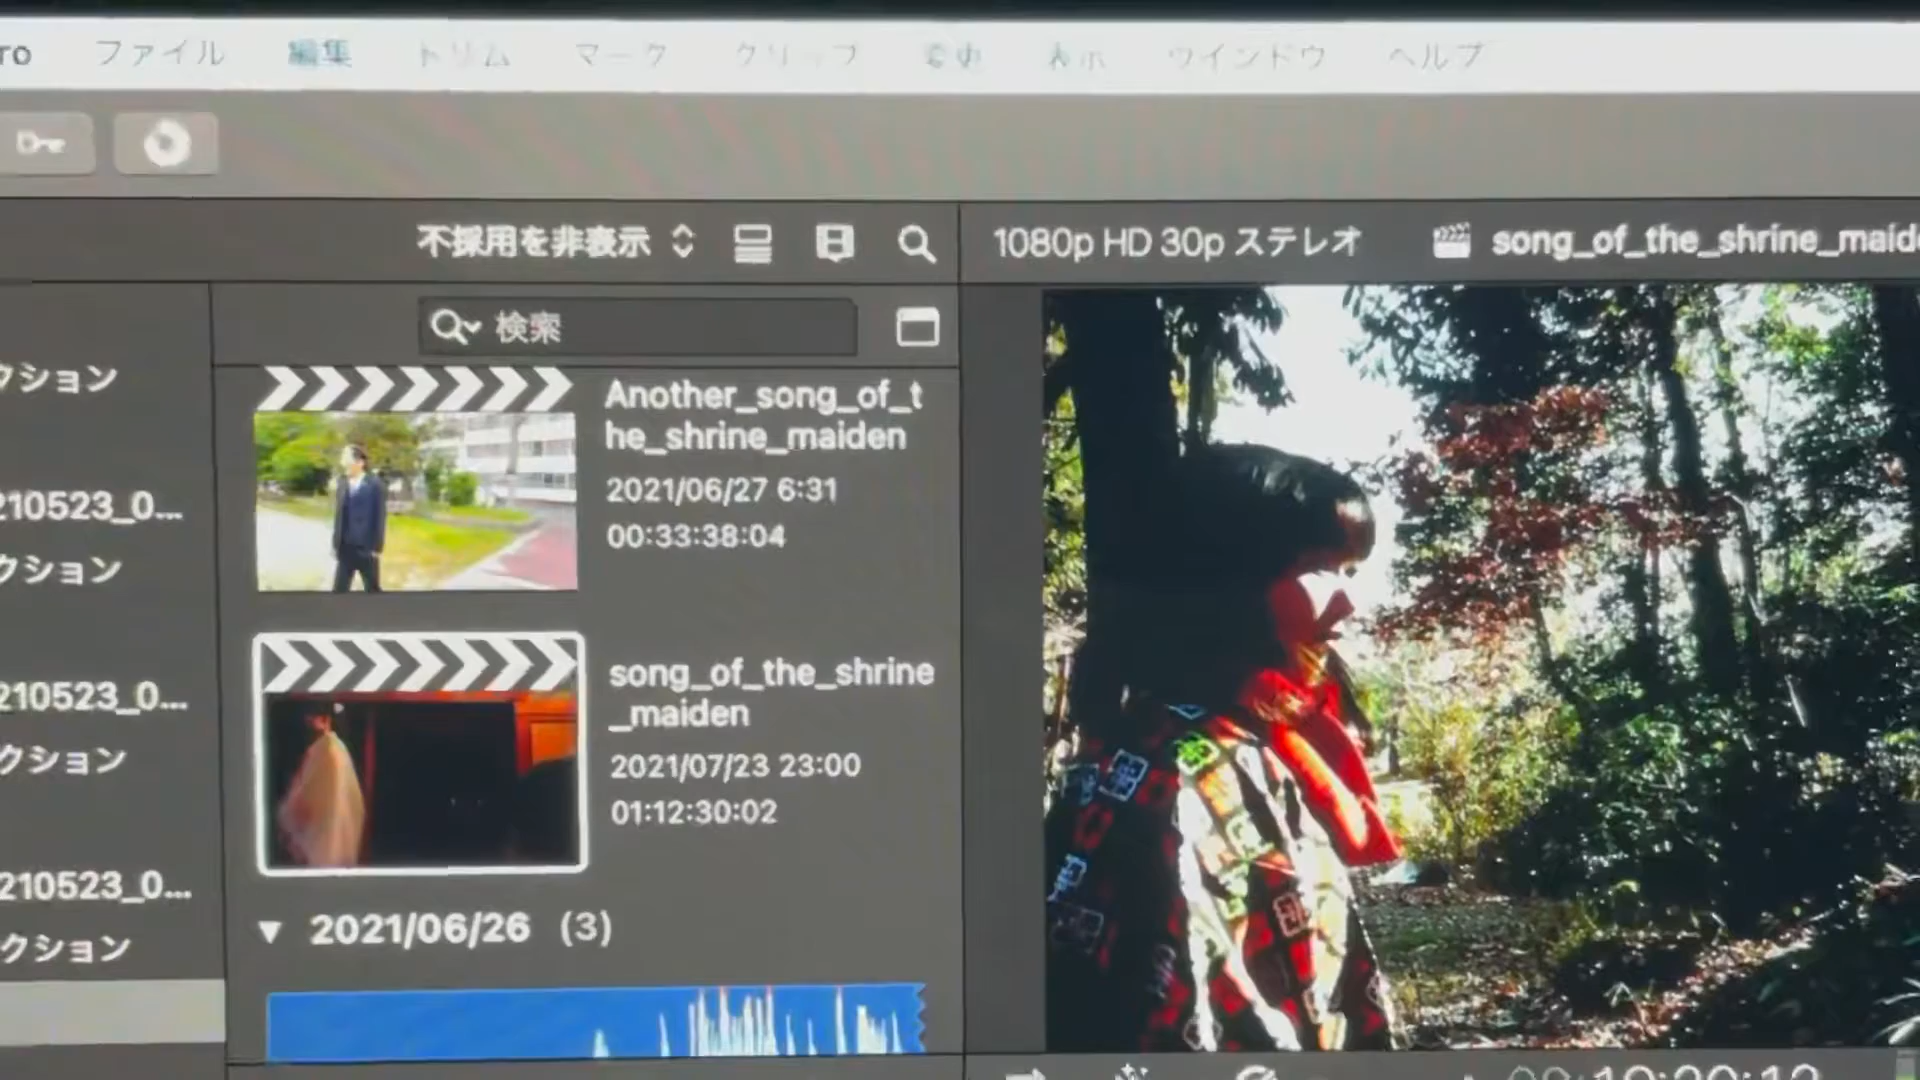 ro ファイル 編集 トリム マーク クリップ 変更 表示 ウインドウ ヘルプ
不採用を非表示
1080p HD 30p ステレオ
song_of_the_shrine_maid
検索
クション
210523_0...
クション
210523_0...
クション
210523_0...
クション
Another_song_of_t
he_shrine_maiden
2021/06/27 6:31
00:33:38:04
song_of_the_shrine
_maiden
2021/07/23 23:00
01:12:30:02
2021/06/26 (3)